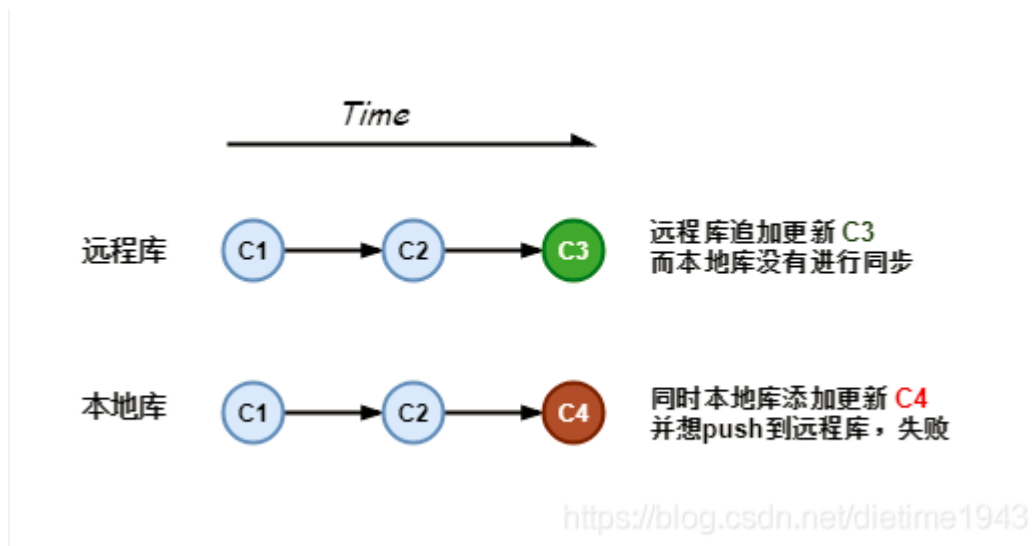 Time
远程库
C1
C2
C3
远程库追加更新 C3
而本地库没有进行同步
本地库
C1
C2
C4
同时本地库添加更新 C4
并想push到远程库，失败
https://blog.csdn.net/dietime1943